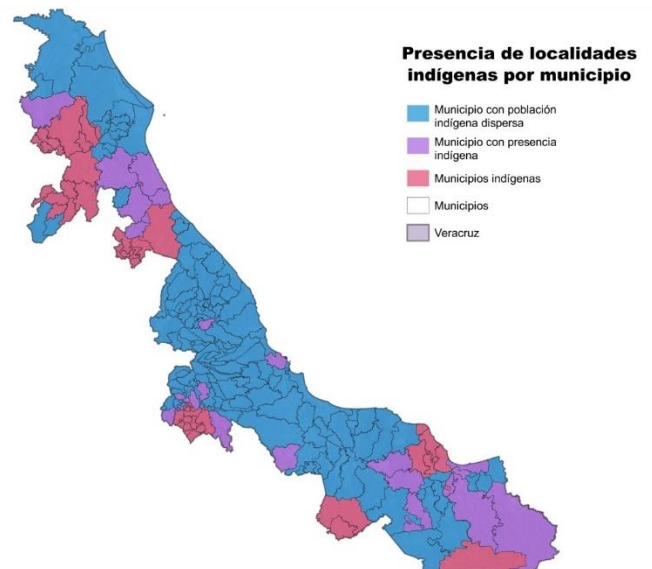 Presencia de localidades
indígenas por municipio
Municipio con población
indígena dispersa
Municipio con presencia
indígena
Municipios indígenas
Municipios
Veracruz